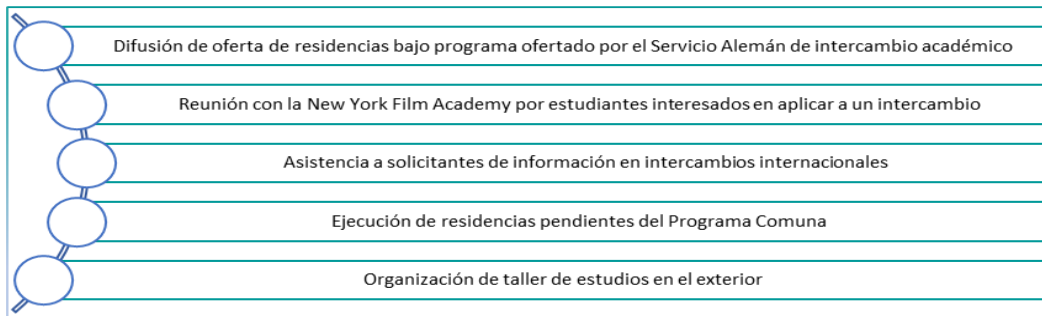 Difusión de oferta de residencias bajo programa ofertado por el Servicio Alemán de intercambio académico
Reunión con la New York Film Academy por estudiantes interesados en aplicar a un intercambio
Asistencia a solicitantes de información en intercambios internacionales
Ejecución de residencias pendientes del Programa Comuna
Organización de taller de estudios en el exterior